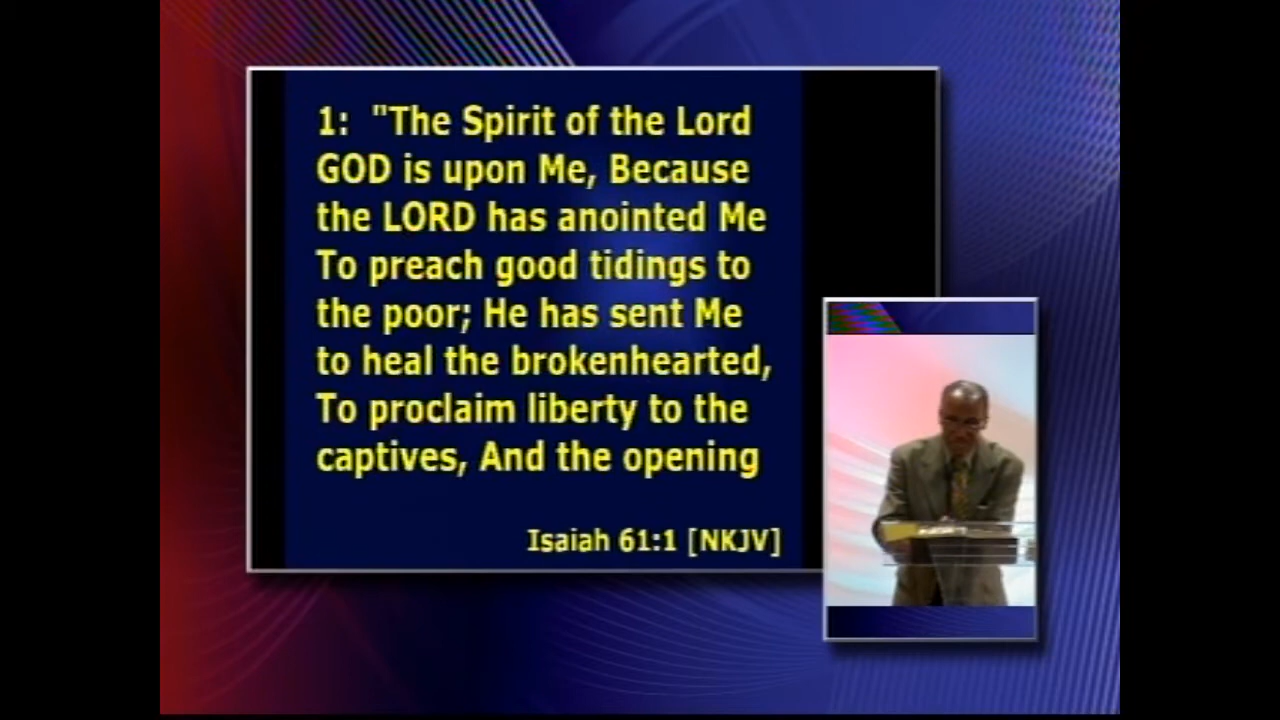 1: "The Spirit of the Lord
GOD is upon Me, Because
the LORD has anointed Me
To preach good tidings to
the poor; He has sent Me
to heal the brokenhearted,
To proclaim liberty to the
captives, And the opening
Isaiah 61:1 [NKJV]